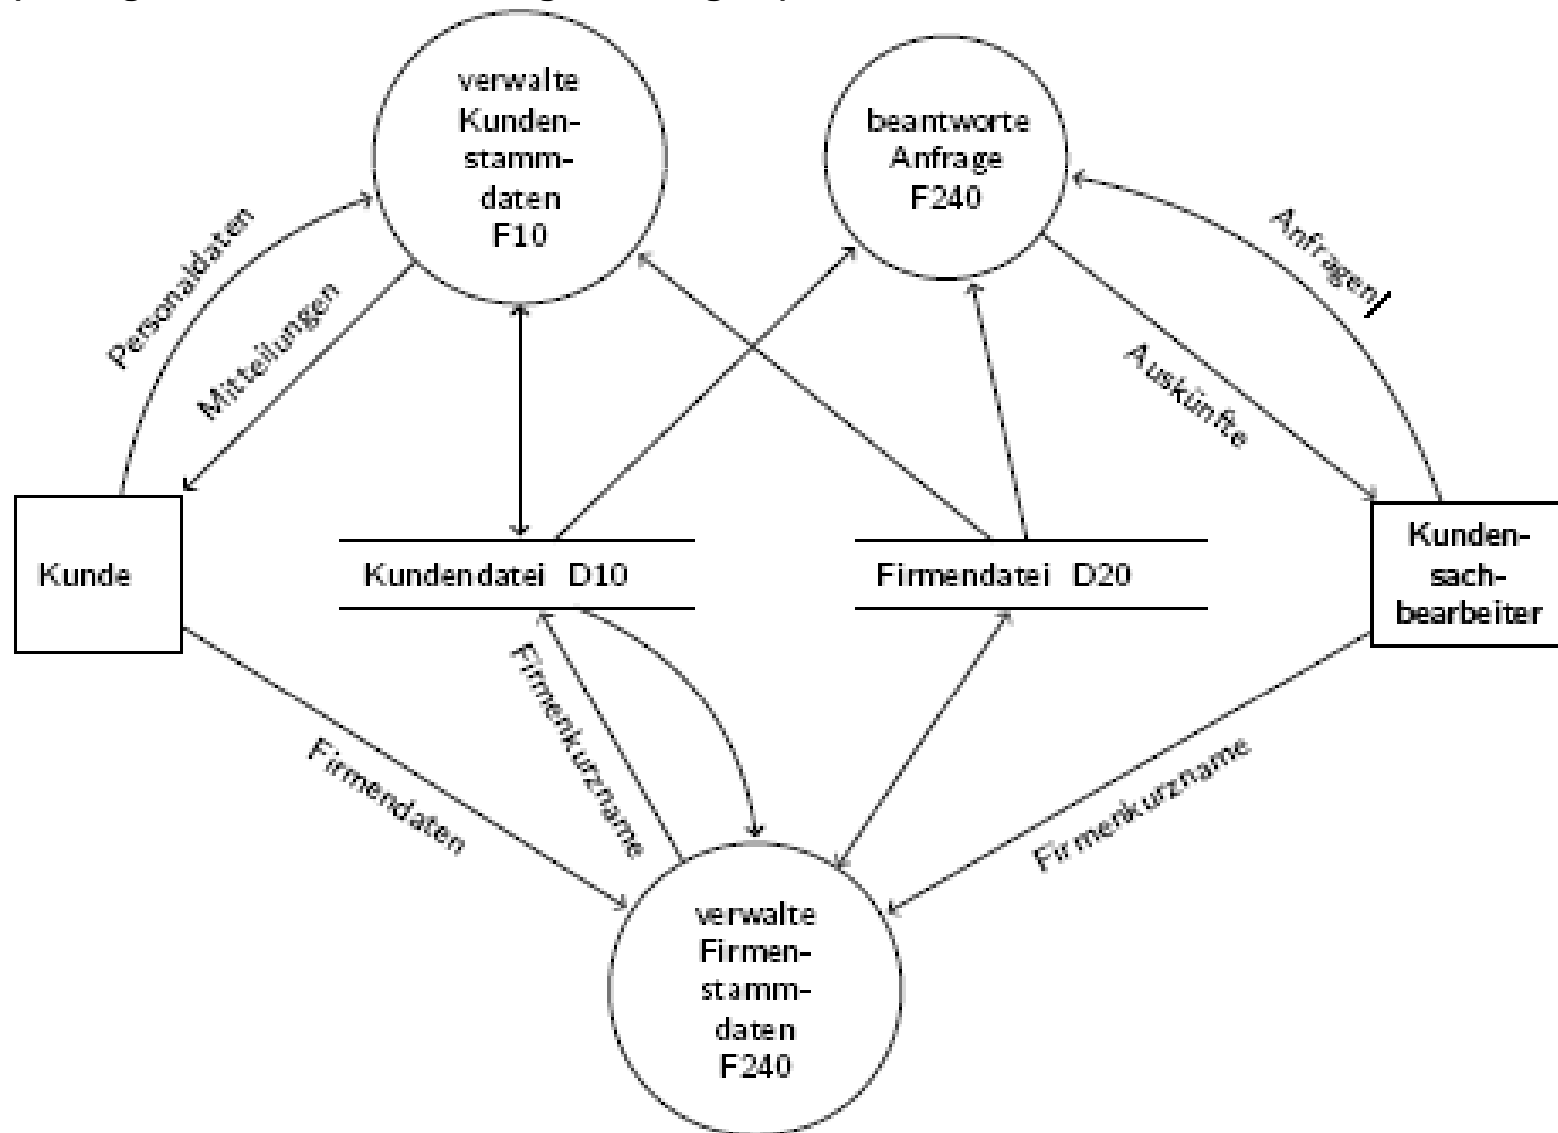 verwalte
Kunden-
stamm-
daten
F10
beantworte
Anfrage
F240
Personaldaten
Mitteilungen
Anfragen
Auskünfte
Kunde
Kundendatei D10
Firmendatei D20
Kunden-
sach-
bearbeiter
Firmendaten
Firmenkurzname
Firmenkurzname
verwalte
Firmen-
stamm-
daten
F240